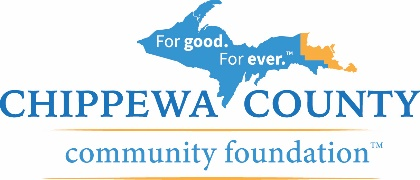 For good.
For ever.™
CHIPPEWA COUNTY
community foundation™